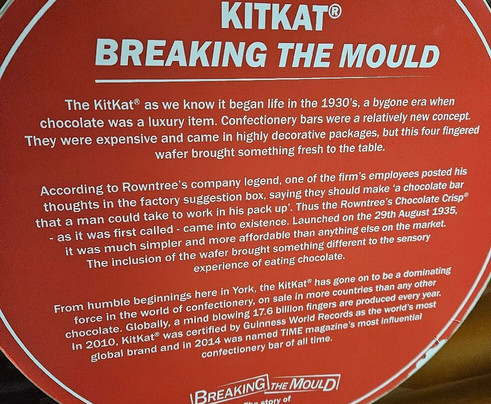 KITKAT®
BREAKING THE MOULD
The KitKat® as we know it began life in the 1930's, a bygone era when
chocolate was a luxury item. Confectionery bars were a relatively new concept.
They were expensive and came in highly decorative packages, but this four fingered
wafer brought something fresh to the table.
According to Rowntree's company legend, one of the firm's employees posted his
thoughts in the factory suggestion box, saying they should make 'a chocolate bar
that a man could take to work in his pack up'. Thus the Rowntree's Chocolate Crisp®
- as it was first called - came into existence. Launched on the 29th August 1935,
it was much simpler and more affordable than anything else on the market.
The inclusion of the wafer brought something different to the sensory
experience of eating chocolate.
From humble beginnings here in York, the KitKat® has gone on to be a dominating
force in the world of confectionery, on sale in more countries than any other
chocolate. Globally, a mind blowing 17.6 billion fingers are produced every year.
In 2010, KitKat® was certified by Guinness World Records as the world's most
global brand and in 2014 was named TIME magazine's most influential
confectionery bar of all time.
BREAKING THE MOULD
The story of